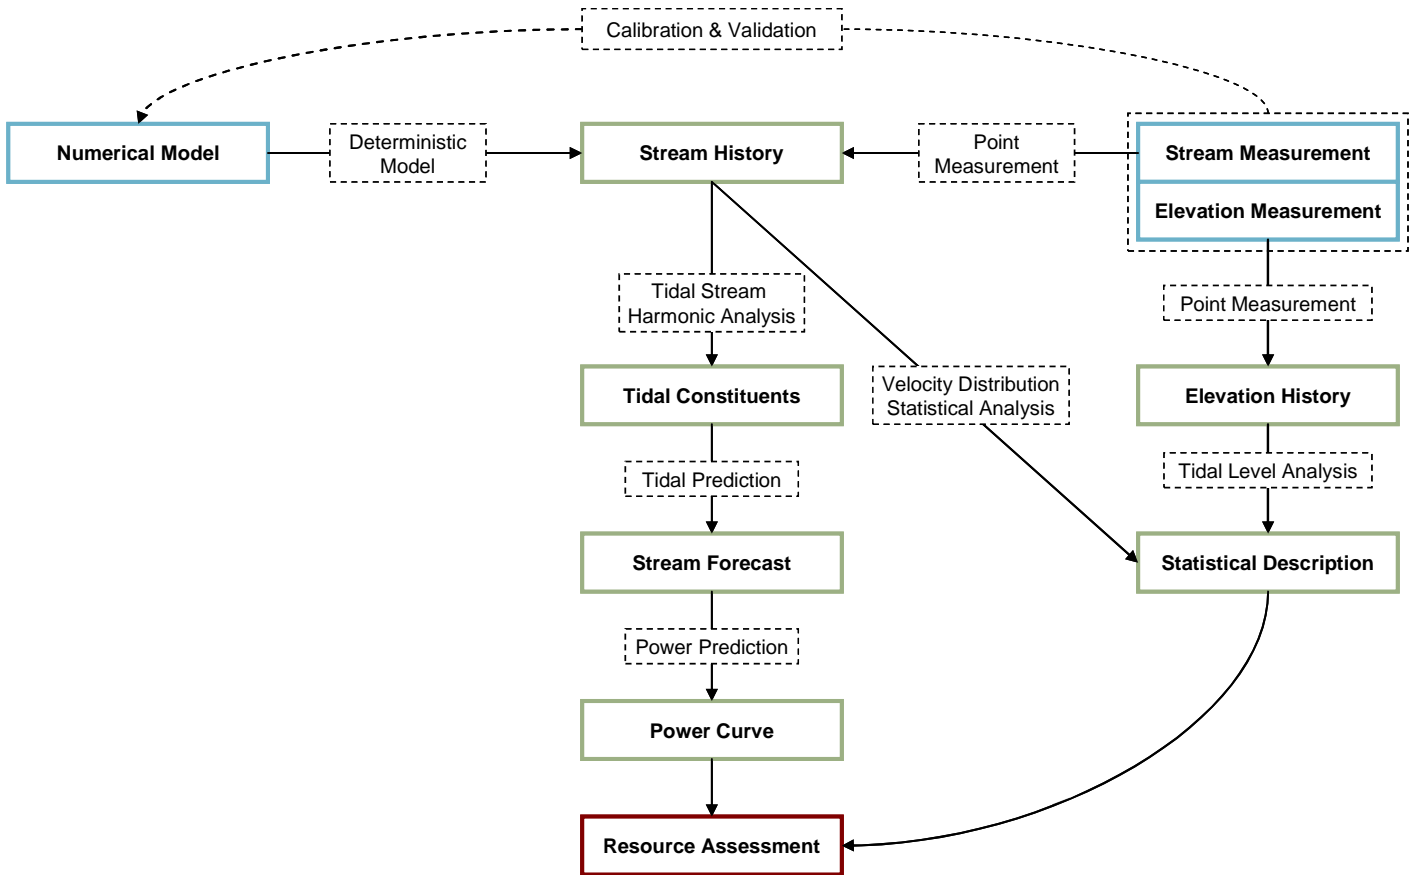 Calibration & Validation
Numerical Model
Deterministic
Model
Stream History
Point
Measurement
Stream Measurement
Elevation Measurement
Tidal Stream
Harmonic Analysis
Point Measurement
Tidal Constituents
Velocity Distribution
Statistical Analysis
Elevation History
Tidal Prediction
Tidal Level Analysis
Stream Forecast
Statistical Description
Power Prediction
Power Curve
Resource Assessment